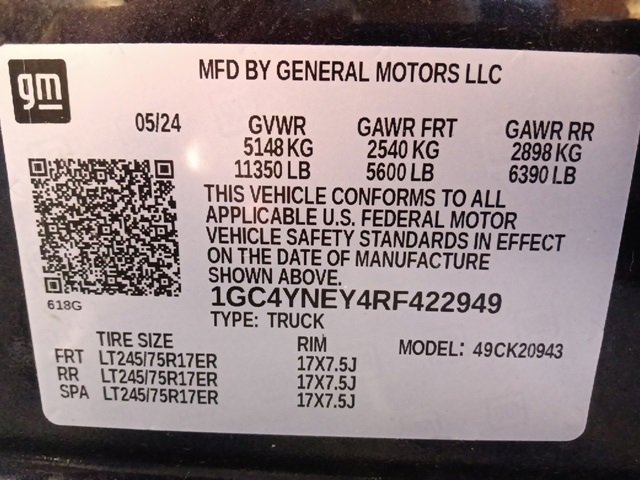 gm
MFD BY GENERAL MOTORS LLC
05/24 GVWR GAWR FRT GAWR RR
5148 KG 2540 KG 2898 KG
11350 LB 5600 LB 6390 LB
THIS VEHICLE CONFORMS TO ALL
APPLICABLE U.S. FEDERAL MOTOR
VEHICLE SAFETY STANDARDS IN EFFECT
ON THE DATE OF MANUFACTURE
SHOWN ABOVE.
618G
1GC4YNEY4RF422949
TYPE: TRUCK
TIRE SIZE RIM MODEL: 49CK20943
FRT LT245/75R17ER 17X7.5J
RR LT245/75R17ER 17X7.5J
SPA LT245/75R17ER 17X7.5J